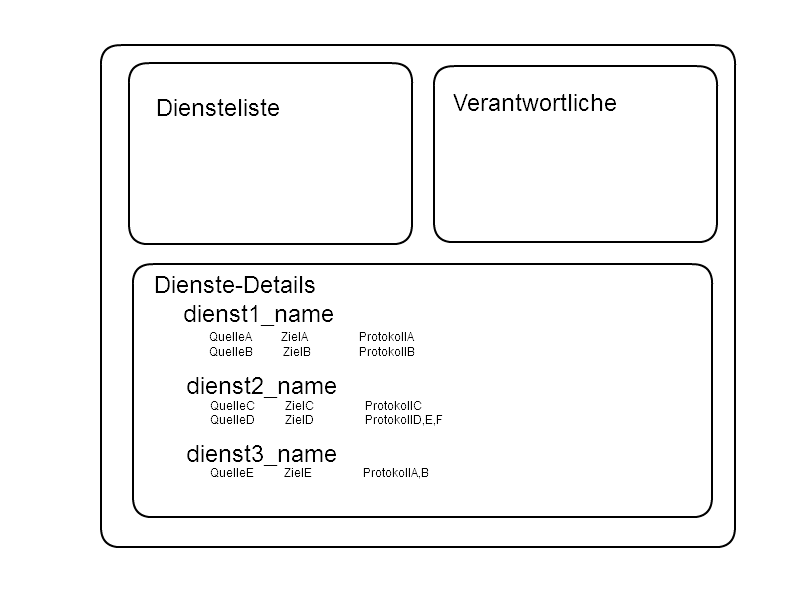 Diensteliste
Verantwortliche
Dienste-Details
dienst1_name
QuelleA ZielA ProtokollA
QuelleB ZielB ProtokollB
dienst2_name
QuelleC ZielC ProtokollC
QuelleD ZielD ProtokollD,E,F
dienst3_name
QuelleE ZielE ProtokollA,B